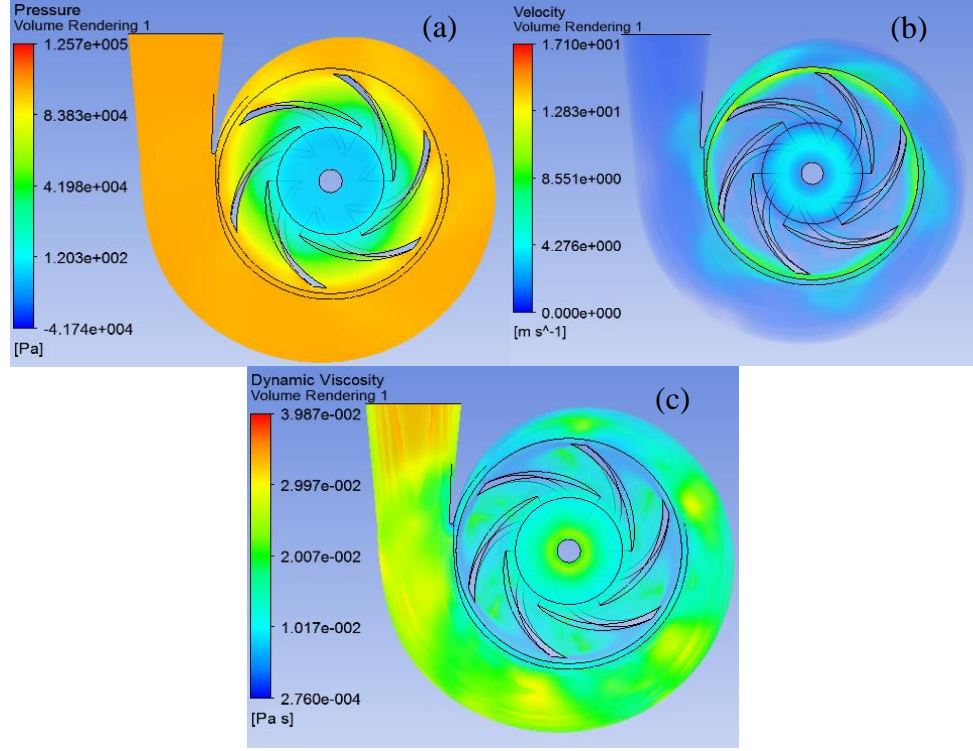 Pressure
Volume Rendering 1
(a)
1.257e+005
8.383e+004
4.198e+004
1.203e+002
-4.174e+004
[Pa]
Velocity
Volume Rendering 1
(b)
1.710e+001
1.283e+001
8.551e+000
4.276e+000
0.000e+000
[m s^-1]
Dynamic Viscosity
Volume Rendering 1
(c)
3.987e-002
2.997e-002
2.007e-002
1.017e-002
2.760e-004
[Pa s]